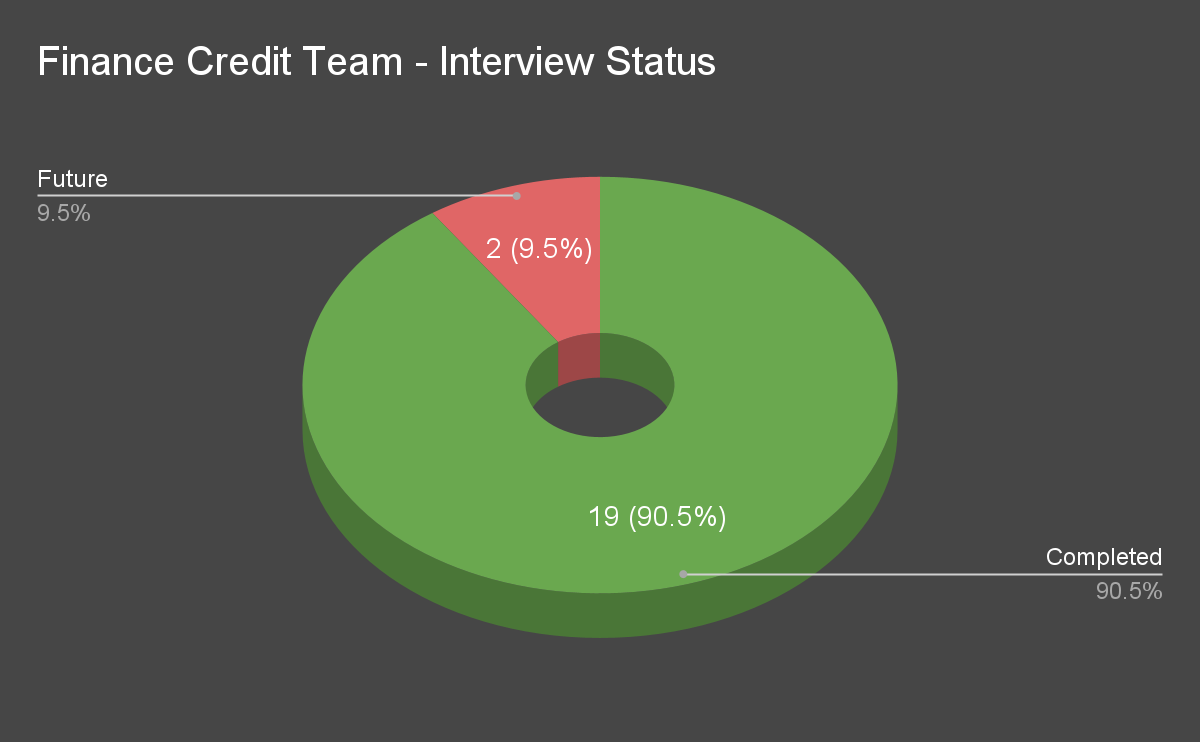 Finance Credit Team - Interview Status
Future
9.5%
2 (9.5%)
19 (90.5%)
Completed
90.5%